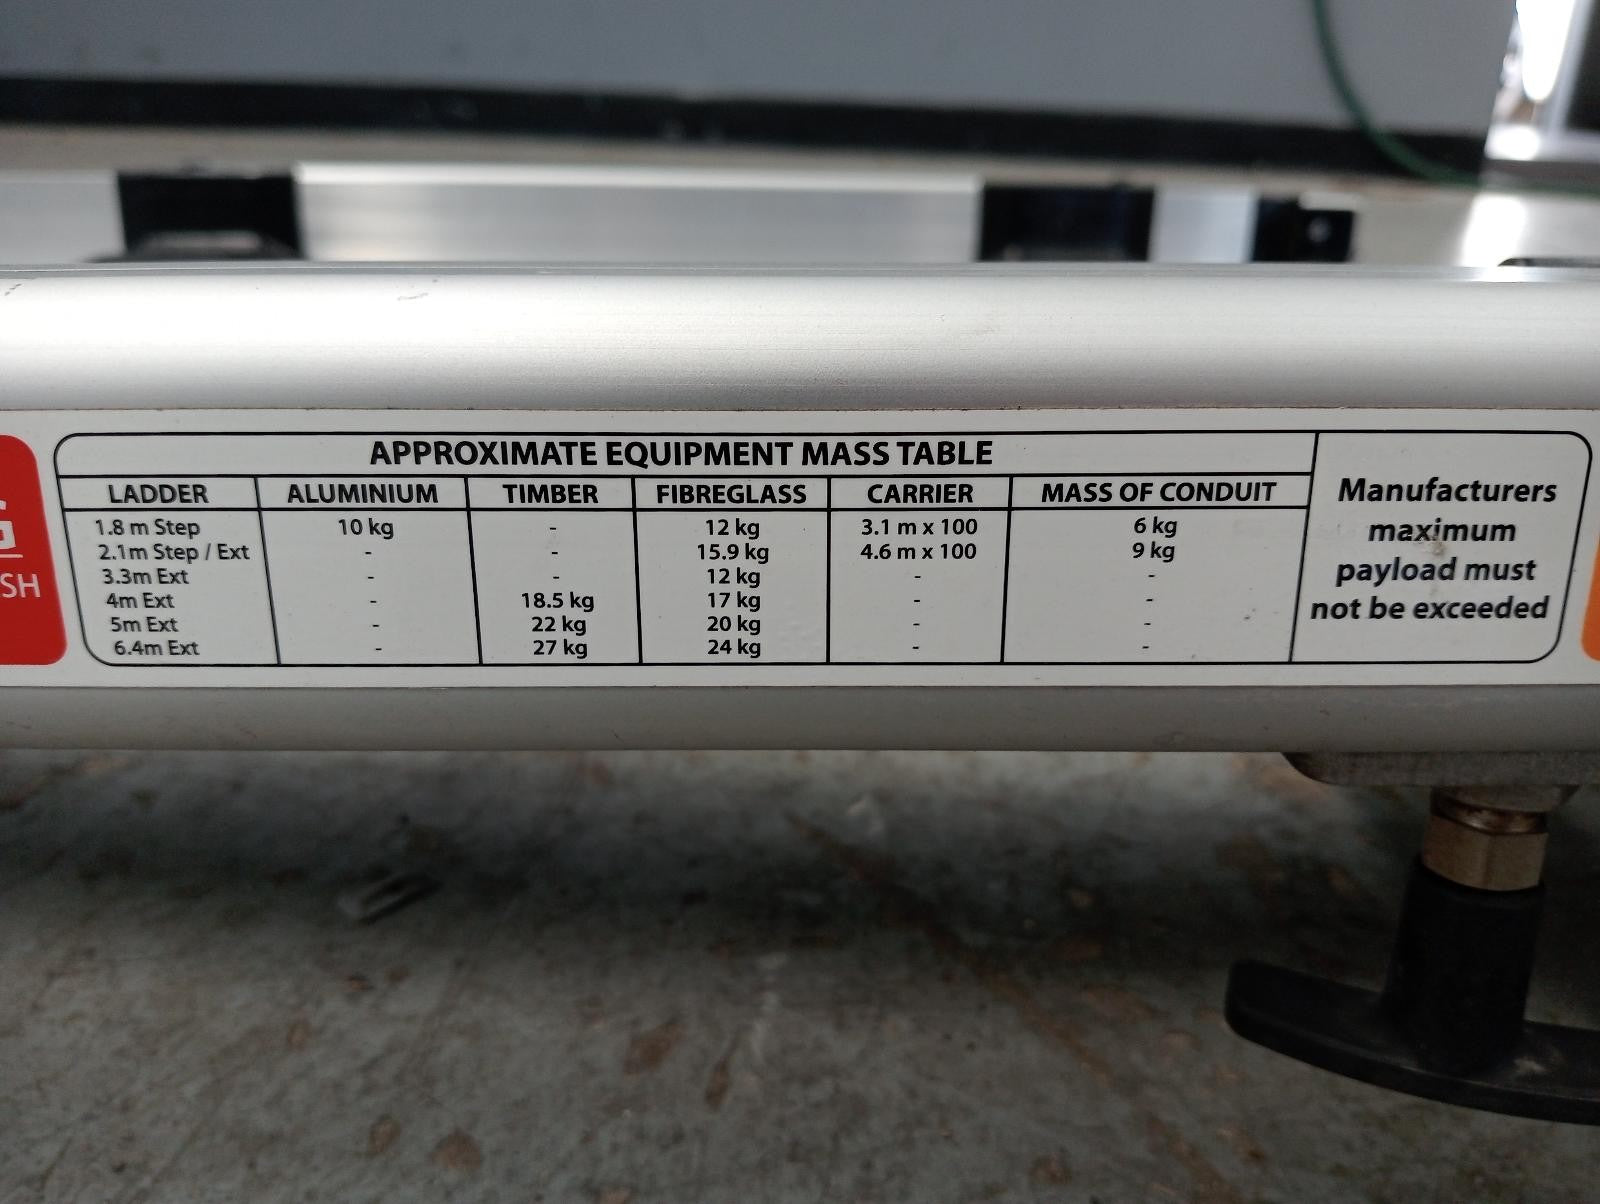 APPROXIMATE EQUIPMENT MASS TABLE
LADDER ALUMINIUM TIMBER FIBREGLASS CARRIER MASS OF CONDUIT
1.8 m Step 10 kg - 12 kg 3.1 m x 100 6 kg
2.1m Step / Ext - - 15.9 kg 4.6 m x 100 9 kg
3.3m Ext - - 12 kg - -
4m Ext - 18.5 kg 17 kg - -
5m Ext - 22 kg 20 kg - -
6.4m Ext - 27 kg 24 kg - -
Manufacturers
maximum
payload must
not be exceeded
G
SH